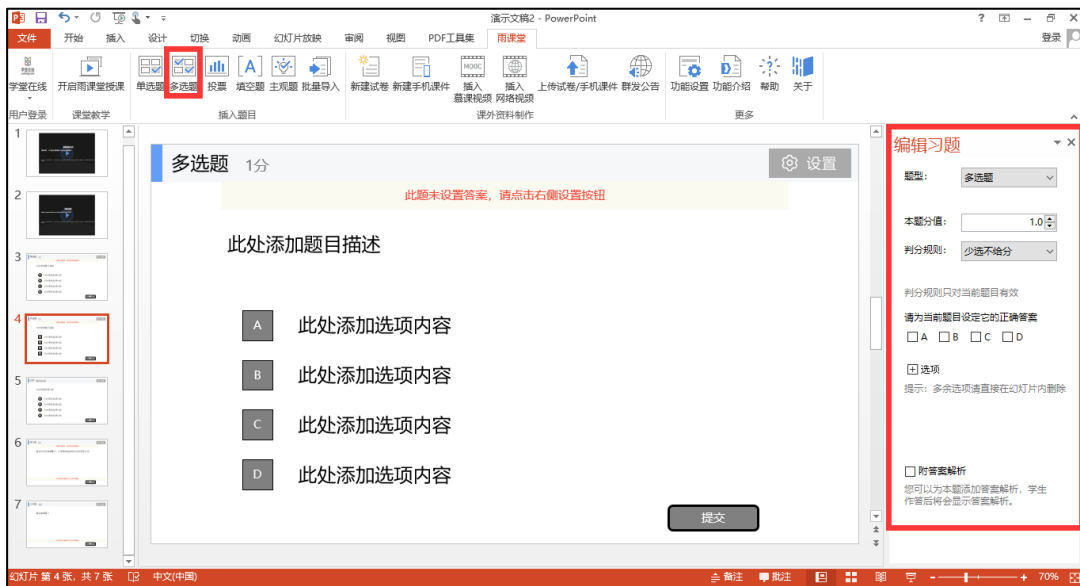 演示文稿2 - PowerPoint
文件 开始 插入 设计 切换 动画 幻灯片放映 审阅 视图 PDF工具集 雨课堂 登录
学堂在线 开启雨课堂授课 单选题 多选题 投票 填空题 主观题 批量导入 新建试卷 新建手机课件 插入 慕课视频 插入 网络视频 上传试卷/手机课件 群发公告 功能设置 功能介绍 帮助 关于
用户登录 课堂教学 插入题目 课外资料制作 更多
1
2
3
4
5
6
7
多选题 1分
设置
此题未设置答案，请点击右侧设置按钮
此处添加题目描述
A 此处添加选项内容
B 此处添加选项内容
C 此处添加选项内容
D 此处添加选项内容
提交
编辑习题
题型: 多选题
本题分值: 1.0
判分规则: 少选不给分
判分规则只对当前题目有效
请为当前题目设定它的正确答案
A B C D
选项
提示：多余选项请直接在幻灯片内删除
附答案解析
您可以为本题添加答案解析，学生
作答后将会显示答案解析。
幻灯片 第 4 张，共 7 张 中文(中国) 备注 批注 70%